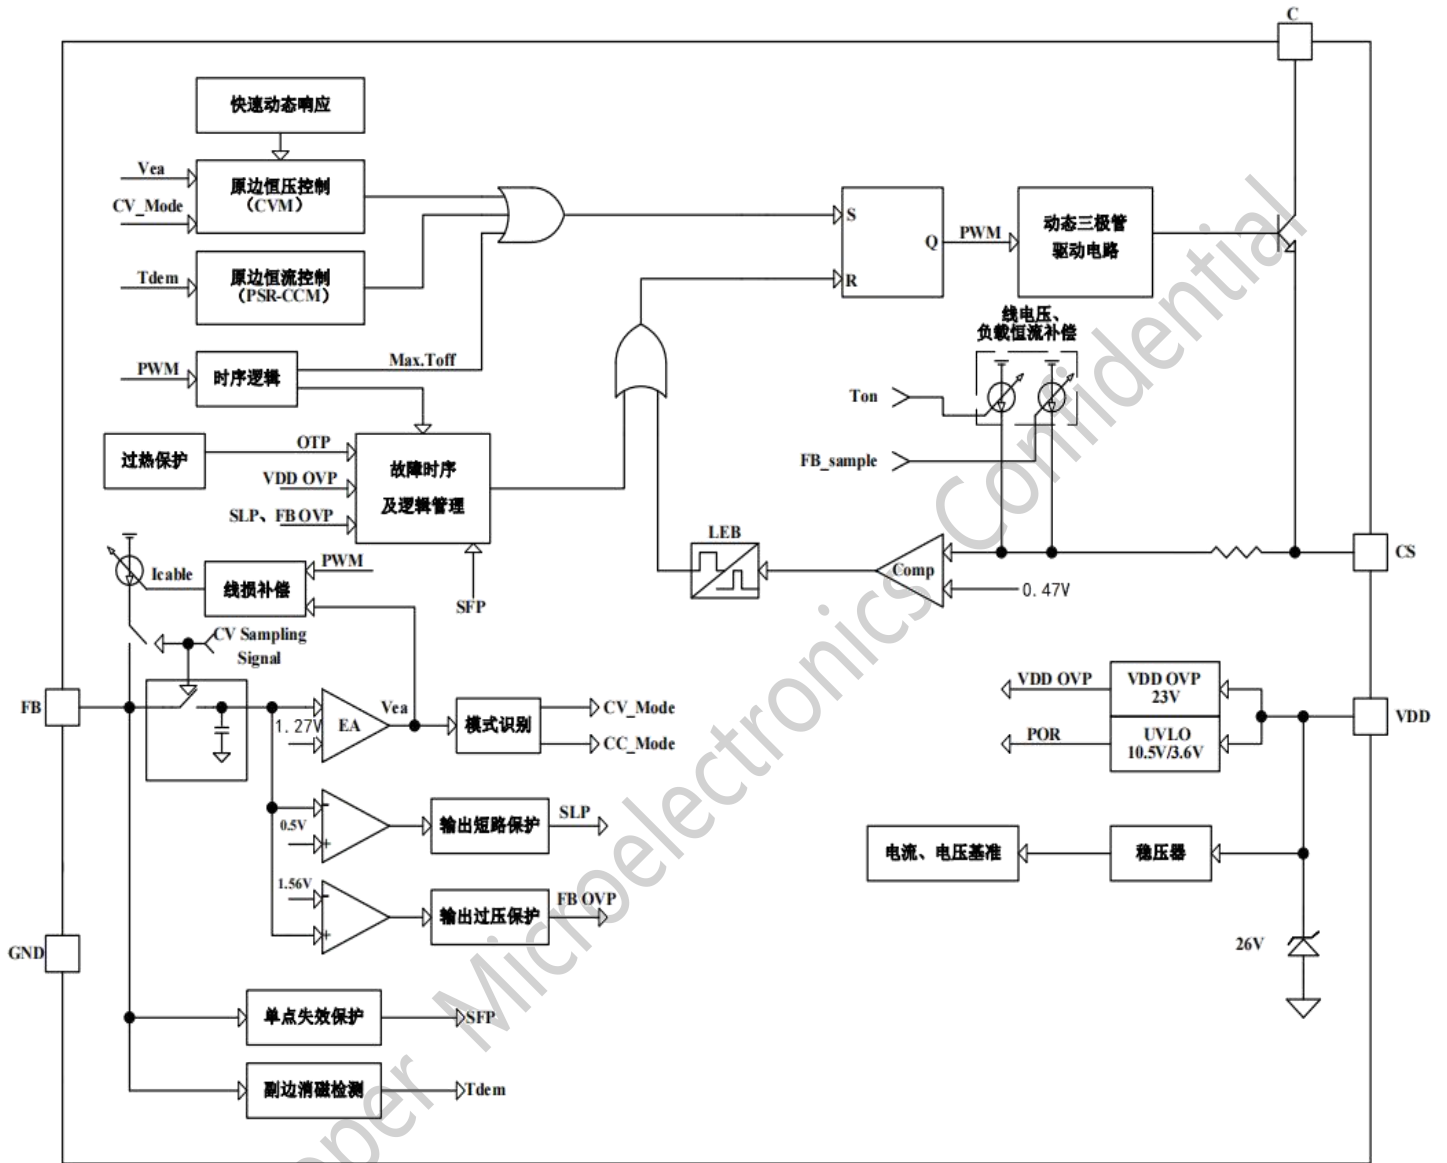 C
快速动态响应
Vea
原边恒压控制
（CVM）
CV_Mode
S
Q
PWM
动态三极管
驱动电路
Tdem
原边恒流控制
（PSR-CCM）
R
线电压、
负载恒流补偿
PWM
时序逻辑
Max.Toff
Ton
过热保护
OTP
故障时序
及逻辑管理
VDD OVP
FB_sample
SLP、FB OVP
LEB
CS
PWM
Icable
线损补偿
Comp
0.47V
SFP
CV Sampling
Signal
VDD OVP
VDD OVP
23V
FB
1.27V
EA
Vea
模式识别
CV_Mode
CC_Mode
VDD
POR
UVLO
10.5V/3.6V
-
0.5V
+
输出短路保护
SLP
电流、电压基准
稳压器
1.56V
-
+
输出过压保护
FB OVP
26V
GND
单点失效保护
SFP
副边消磁检测
Tdem
per Microelectronics Confidential